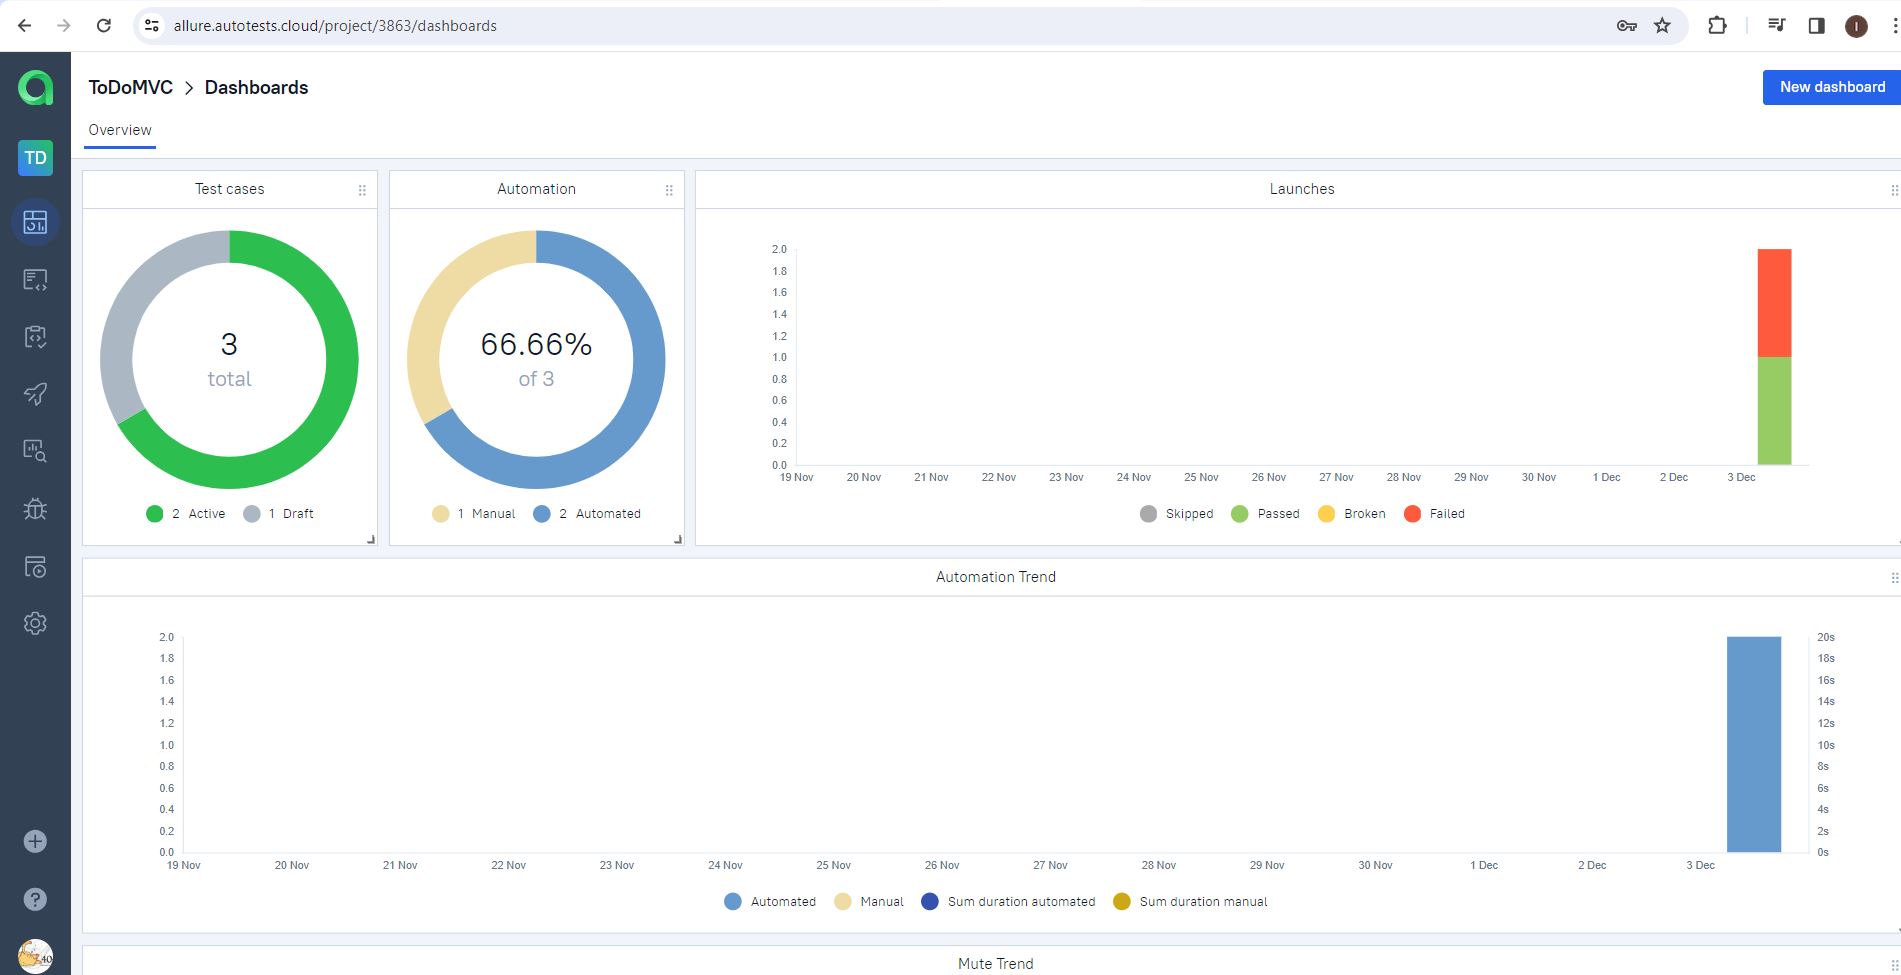 allure.autotests.cloud/project/3863/dashboards
I
ToDoMVC > Dashboards
New dashboard
Overview
TD
Test cases
3
total
2 Active 1 Draft
Automation
66.66%
of 3
1 Manual 2 Automated
Launches
2.0
1.8
1.6
1.4
1.2
1.0
0.8
0.6
0.4
0.2
0.0
19 Nov 20 Nov 21 Nov 22 Nov 23 Nov 24 Nov 25 Nov 26 Nov 27 Nov 28 Nov 29 Nov 30 Nov 1 Dec 2 Dec 3 Dec
Skipped Passed Broken Failed
Automation Trend
2.0 20s
1.8 18s
1.6 16s
1.4 14s
1.2 12s
1.0 10s
0.8 8s
0.6 6s
0.4 4s
0.2 2s
0.0 0s
19 Nov 20 Nov 21 Nov 22 Nov 23 Nov 24 Nov 25 Nov 26 Nov 27 Nov 28 Nov 29 Nov 30 Nov 1 Dec 2 Dec 3 Dec
Automated Manual Sum duration automated Sum duration manual
?
40
Mute Trend